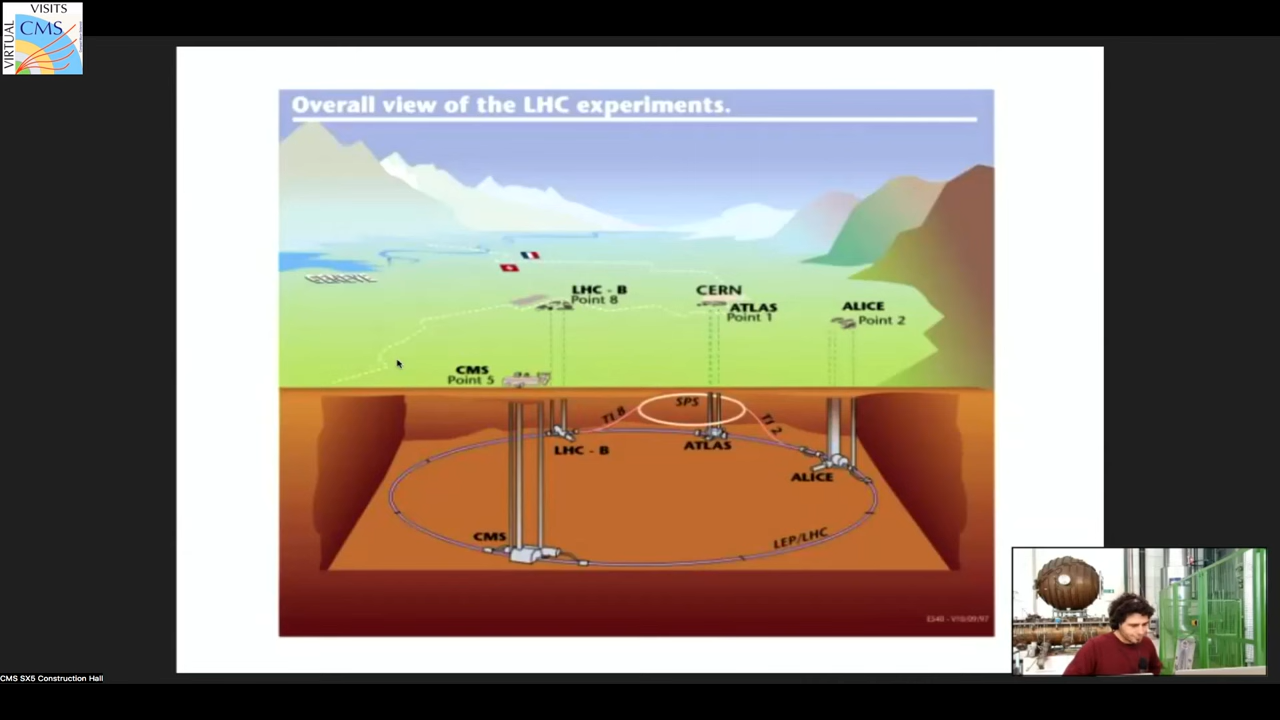 VISITS
VIRTUAL
CMS
Overall view of the LHC experiments.
GENEVE
LHC - B
Point 8
CERN
ATLAS
Point 1
ALICE
Point 2
CMS
Point 5
SPS
TI 8
TI 2
LHC - B
ATLAS
ALICE
CMS
LEP/LHC
CMS SX5 Construction Hall